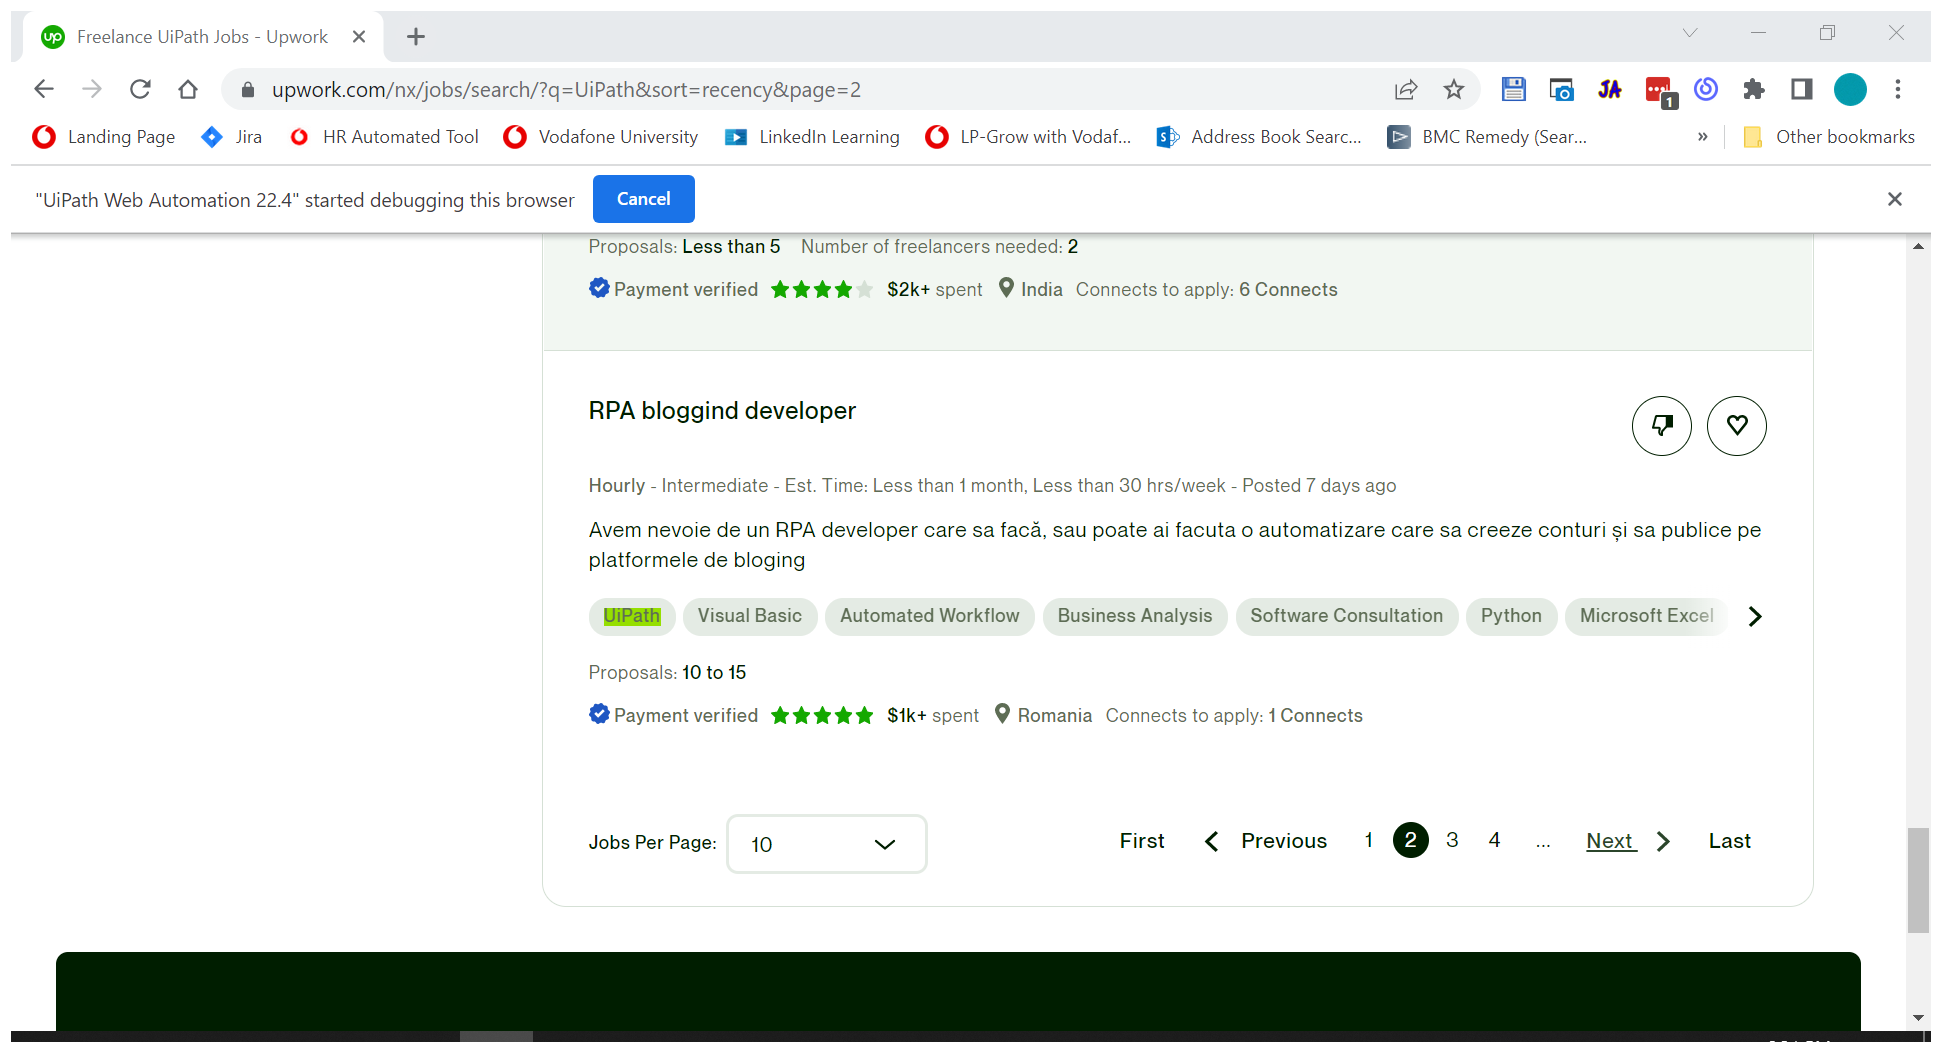 up Freelance UiPath Jobs - Upwork
upwork.com/nx/jobs/search/?q=UiPath&sort=recency&page=2
JA
1
Landing Page Jira HR Automated Tool Vodafone University LinkedIn Learning LP-Grow with Vodaf... Address Book Searc... BMC Remedy (Sear... » Other bookmarks
"UiPath Web Automation 22.4" started debugging this browser Cancel
Proposals: Less than 5 Number of freelancers needed: 2
Payment verified $2k+ spent India Connects to apply: 6 Connects
RPA bloggind developer
Hourly - Intermediate - Est. Time: Less than 1 month, Less than 30 hrs/week - Posted 7 days ago
Avem nevoie de un RPA developer care sa facă, sau poate ai facuta o automatizare care sa creeze conturi și sa publice pe
platformele de bloging
UiPath Visual Basic Automated Workflow Business Analysis Software Consultation Python Microsoft Excel
Proposals: 10 to 15
Payment verified $1k+ spent Romania Connects to apply: 1 Connects
Jobs Per Page: 10 First Previous 1 2 3 4 ... Next Last